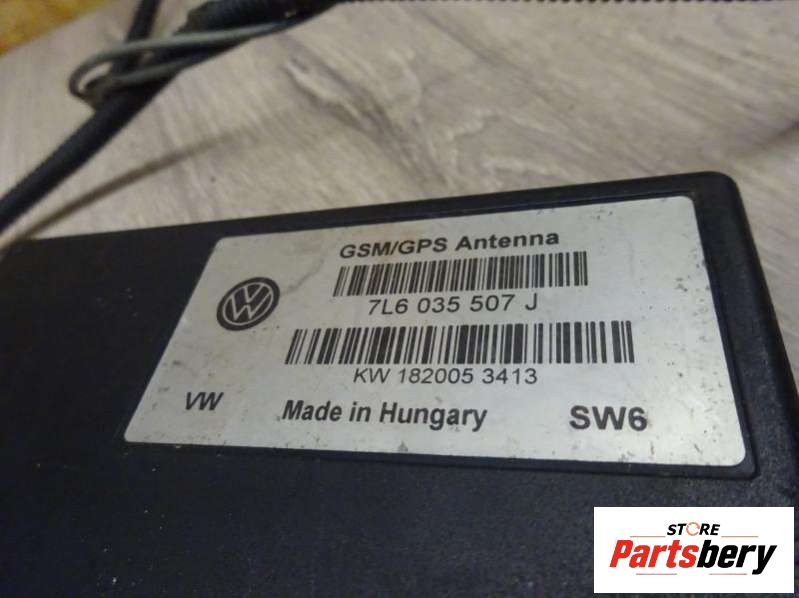 GSM/GPS Antenna
7L6 035 507 J
KW 182005 3413
VW Made in Hungary SW6
STORE
Partsbery